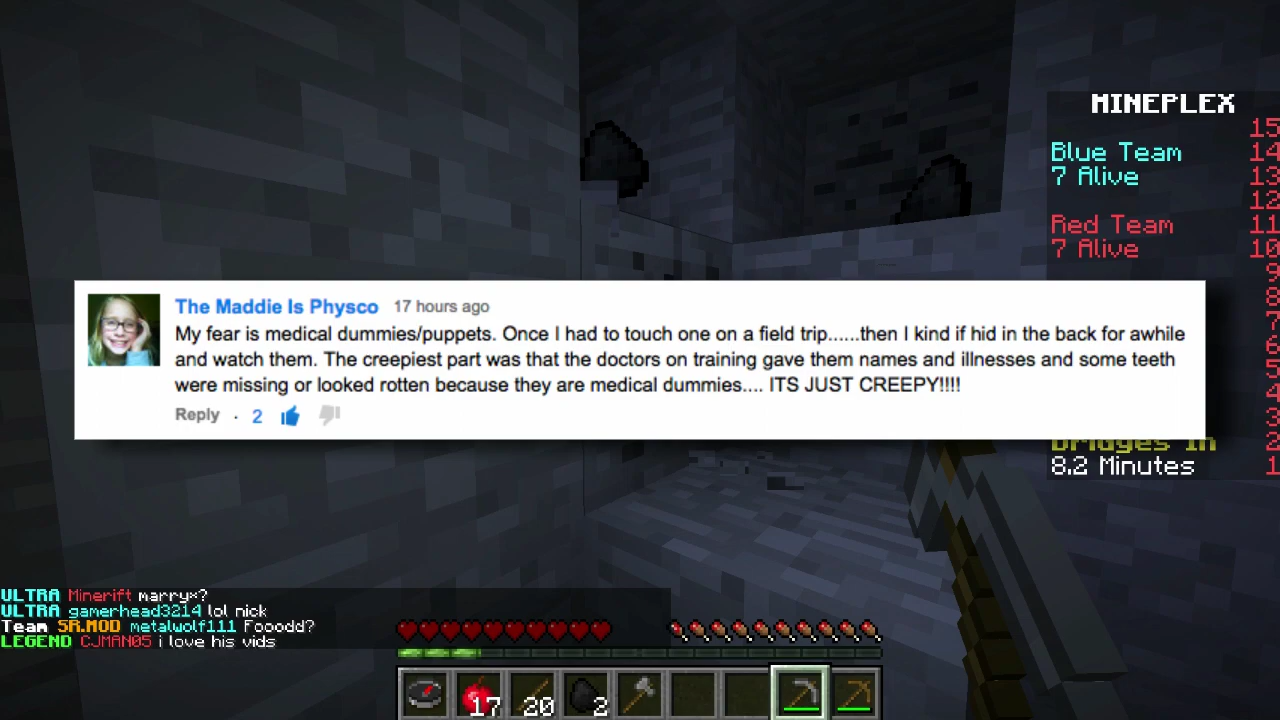 MINEPLEX
15
Blue Team 14
7 Alive 13
12
Red Team 11
7 Alive 10
9
8
7
6
5
4
3
Bridges In 2
8.2 Minutes 1
The Maddie Is Physco 17 hours ago
My fear is medical dummies/puppets. Once I had to touch one on a field trip......then I kind if hid in the back for awhile
and watch them. The creepiest part was that the doctors on training gave them names and illnesses and some teeth
were missing or looked rotten because they are medical dummies.... ITS JUST CREEPY!!!!
Reply · 2
ULTRA Minerift marry×?
ULTRA gamerhead3214 lol nick
Team SR.MOD metalwolf111 Fooodd?
LEGEND CJMAN05 i love his vids
17 20 2